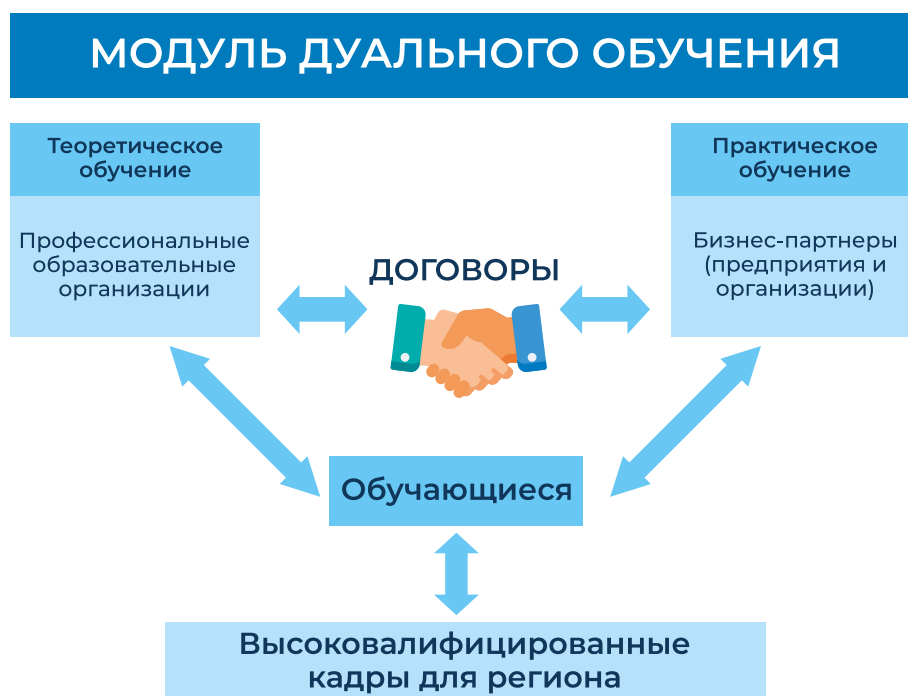 МОДУЛЬ ДУАЛЬНОГО ОБУЧЕНИЯ
Теоретическое
обучение
Профессиональные
образовательные
организации
ДОГОВОРЫ
Практическое
обучение
Бизнес-партнеры
(предприятия и
организации)
Обучающиеся
Высоковалифицированные
кадры для региона